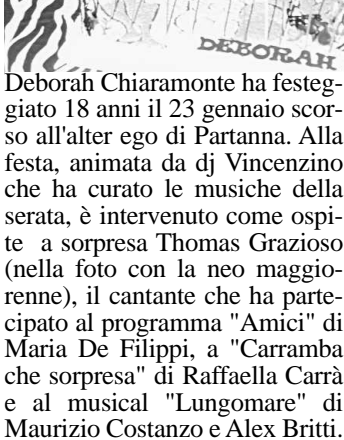 DEBORAH
Deborah Chiaramonte ha festeg-
giato 18 anni il 23 gennaio scor-
so all'alter ego di Partanna. Alla
festa, animata da dj Vincenzino
che ha curato le musiche della
serata, è intervenuto come ospi-
te  a sorpresa Thomas Grazioso
(nella foto con la neo maggio-
renne), il cantante che ha parte-
cipato al programma "Amici" di
Maria De Filippi, a "Carramba
che sorpresa" di Raffaella Carrà
e al musical "Lungomare" di
Maurizio Costanzo e Alex Britti.